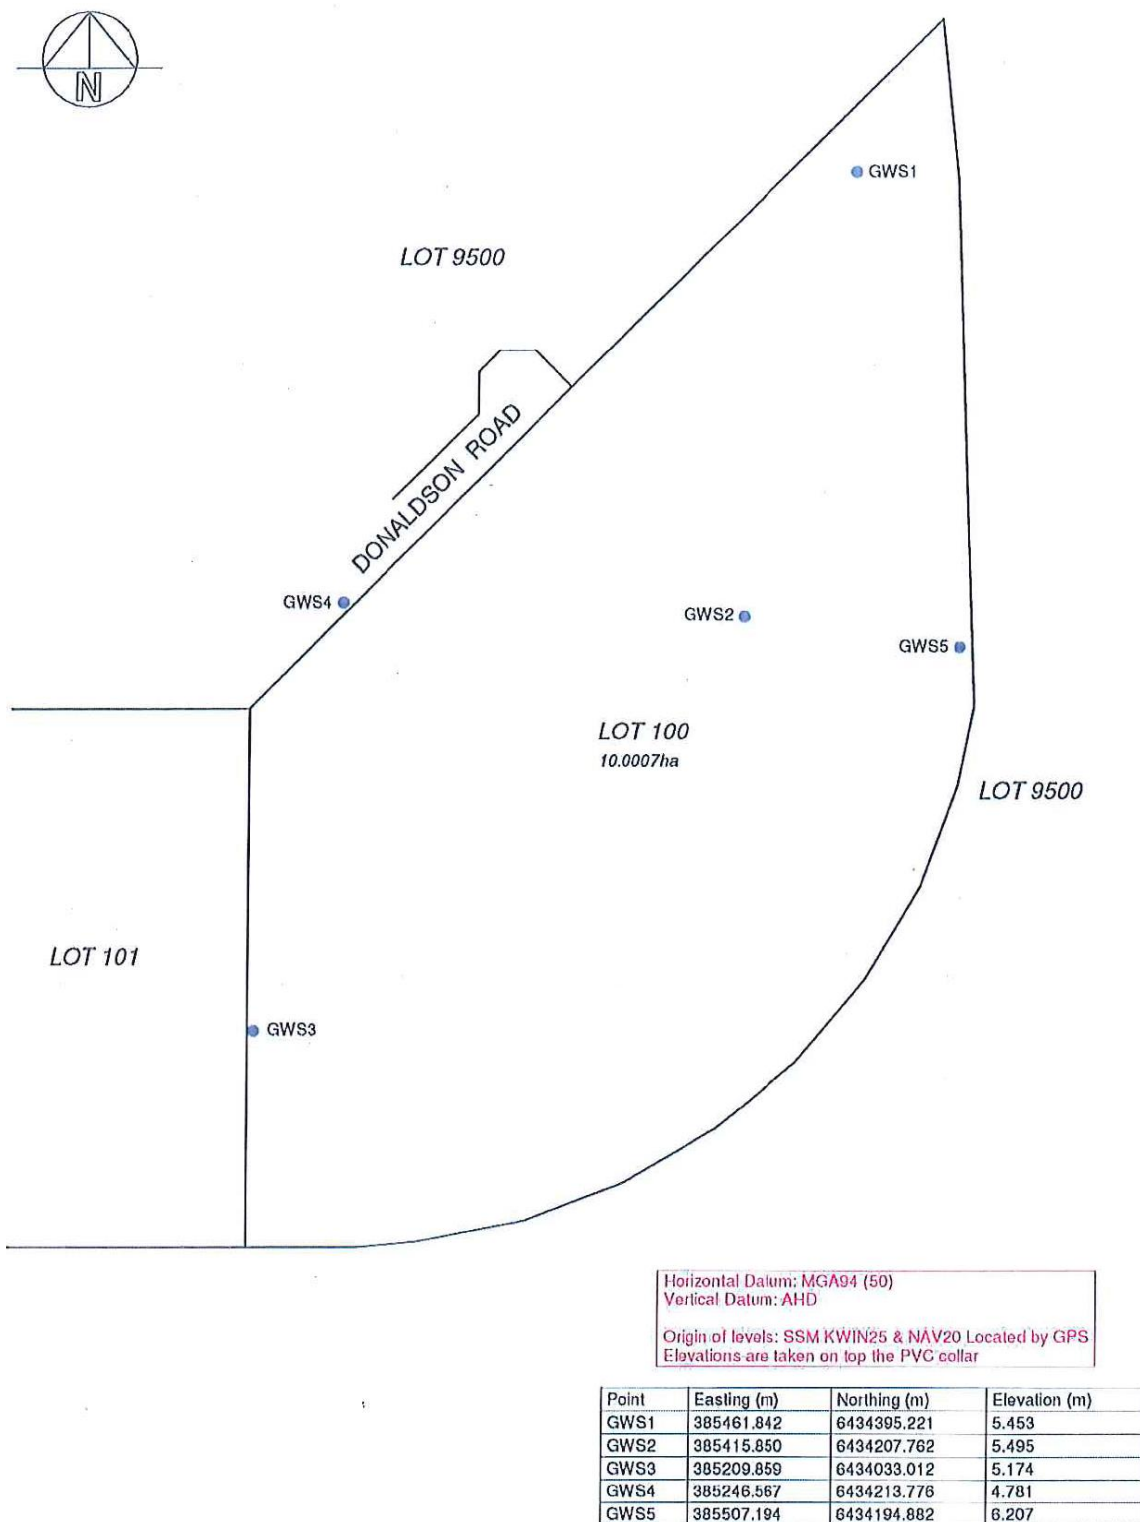 N
GWS1
LOT 9500
DONALDSON ROAD
GWS4
GWS2
GWS5
LOT 100
10.0007ha
LOT 9500
LOT 101
GWS3
Horizontal Datum: MGA94 (50)
Vertical Datum: AHD
Origin of levels: SSM KWIN25 & NAV20 Located by GPS
Elevations are taken on top the PVC collar
Point Easting (m) Northing (m) Elevation (m)
GWS1 385461.842 6434395.221 5.453
GWS2 385415.850 6434207.762 5.495
GWS3 385209.859 6434033.012 5.174
GWS4 385246.567 6434213.776 4.781
GWS5 385507.194 6434194.882 6.207